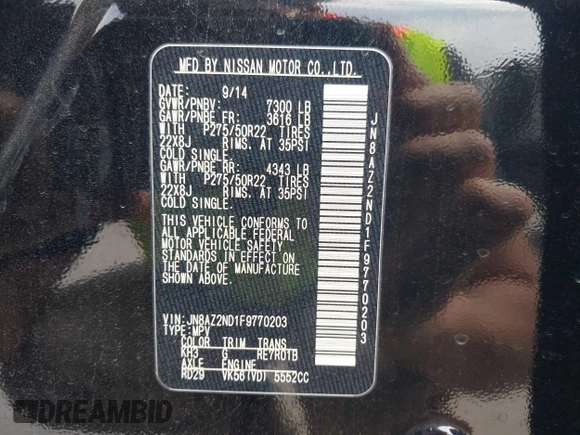 MFD BY NISSAN MOTOR CO.,LTD.
DATE: 9/14
GVWR/PNBV: 7300 LB
GAWR/PNBE FR: 3616 LB
WITH P275/50R22 TIRES
22X8J RIMS. AT 35PSI
COLD SINGLE.
GAWR/PNBE RR: 4343 LB
WITH P275/50R22 TIRES
22X8J RIMS. AT 35PSI
COLD SINGLE.
THIS VEHICLE CONFORMS TO
ALL APPLICABLE FEDERAL
MOTOR VEHICLE SAFETY
STANDARDS IN EFFECT ON
THE DATE OF MANUFACTURE
SHOWN ABOVE.
VIN:JN8AZ2ND1F9770203
TYPE:MPV
COLOR TRIM TRANS
KH3 G RE7R01B
AXLE ENGINE
RD29 VK56(VD) 5552CC
JN8AZ2ND1F9770203
DREAMBID